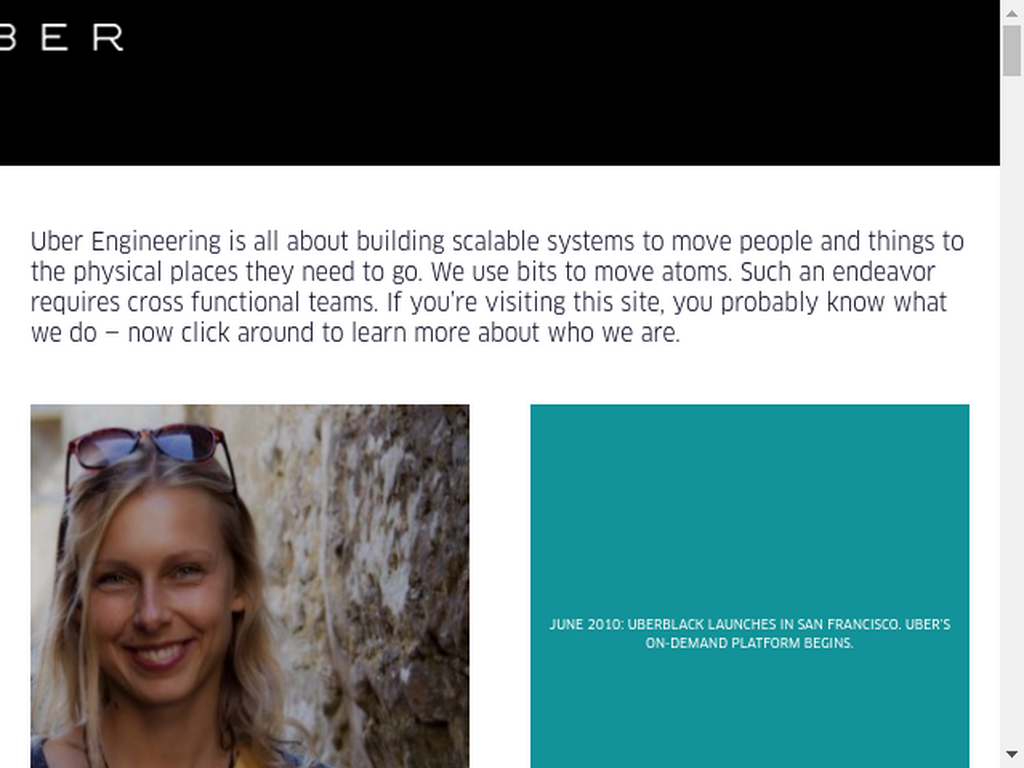 BER
Uber Engineering is all about building scalable systems to move people and things to
the physical places they need to go. We use bits to move atoms. Such an endeavor
requires cross functional teams. If you're visiting this site, you probably know what
we do – now click around to learn more about who we are.
JUNE 2010: UBERBLACK LAUNCHES IN SAN FRANCISCO. UBER'S
ON-DEMAND PLATFORM BEGINS.